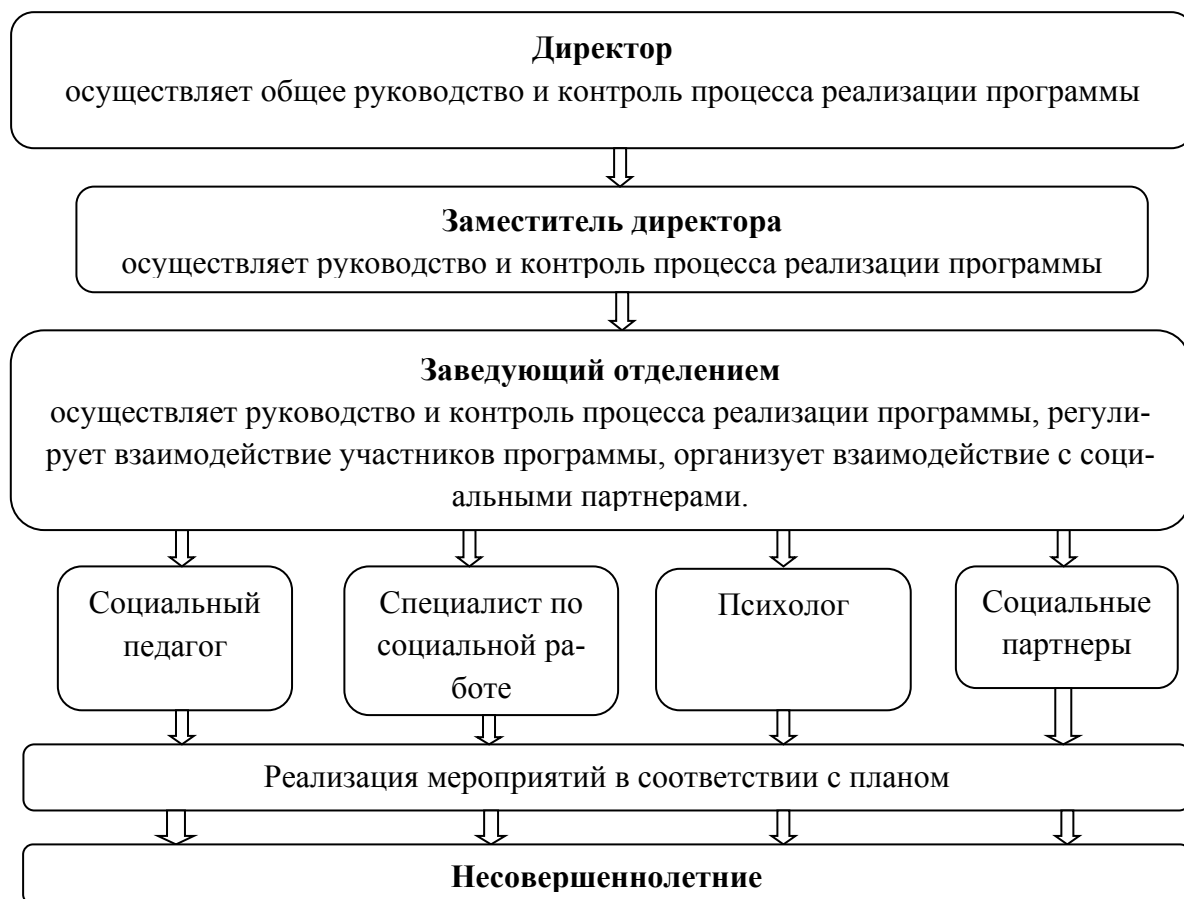 Директор
осуществляет общее руководство и контроль процесса реализации программы
Заместитель директора
осуществляет руководство и контроль процесса реализации программы
Заведующий отделением
осуществляет руководство и контроль процесса реализации программы, регули-
рует взаимодействие участников программы, организует взаимодействие с соци-
альными партнерами.
Социальный
педагог
Специалист по
социальной ра-
боте
Психолог
Социальные
партнеры
Реализация мероприятий в соответствии с планом
Несовершеннолетние